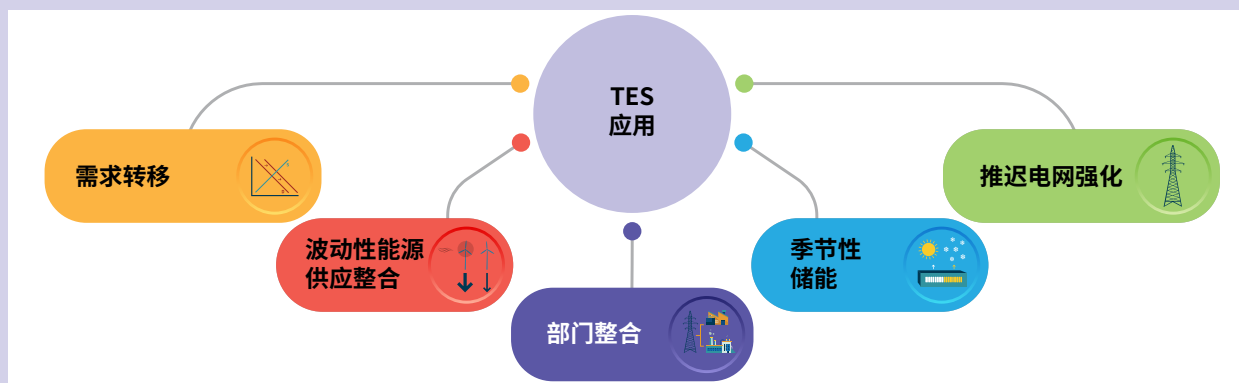 TES
应用
需求转移
波动性能源
供应整合
部门整合
季节性
储能
推迟电网强化